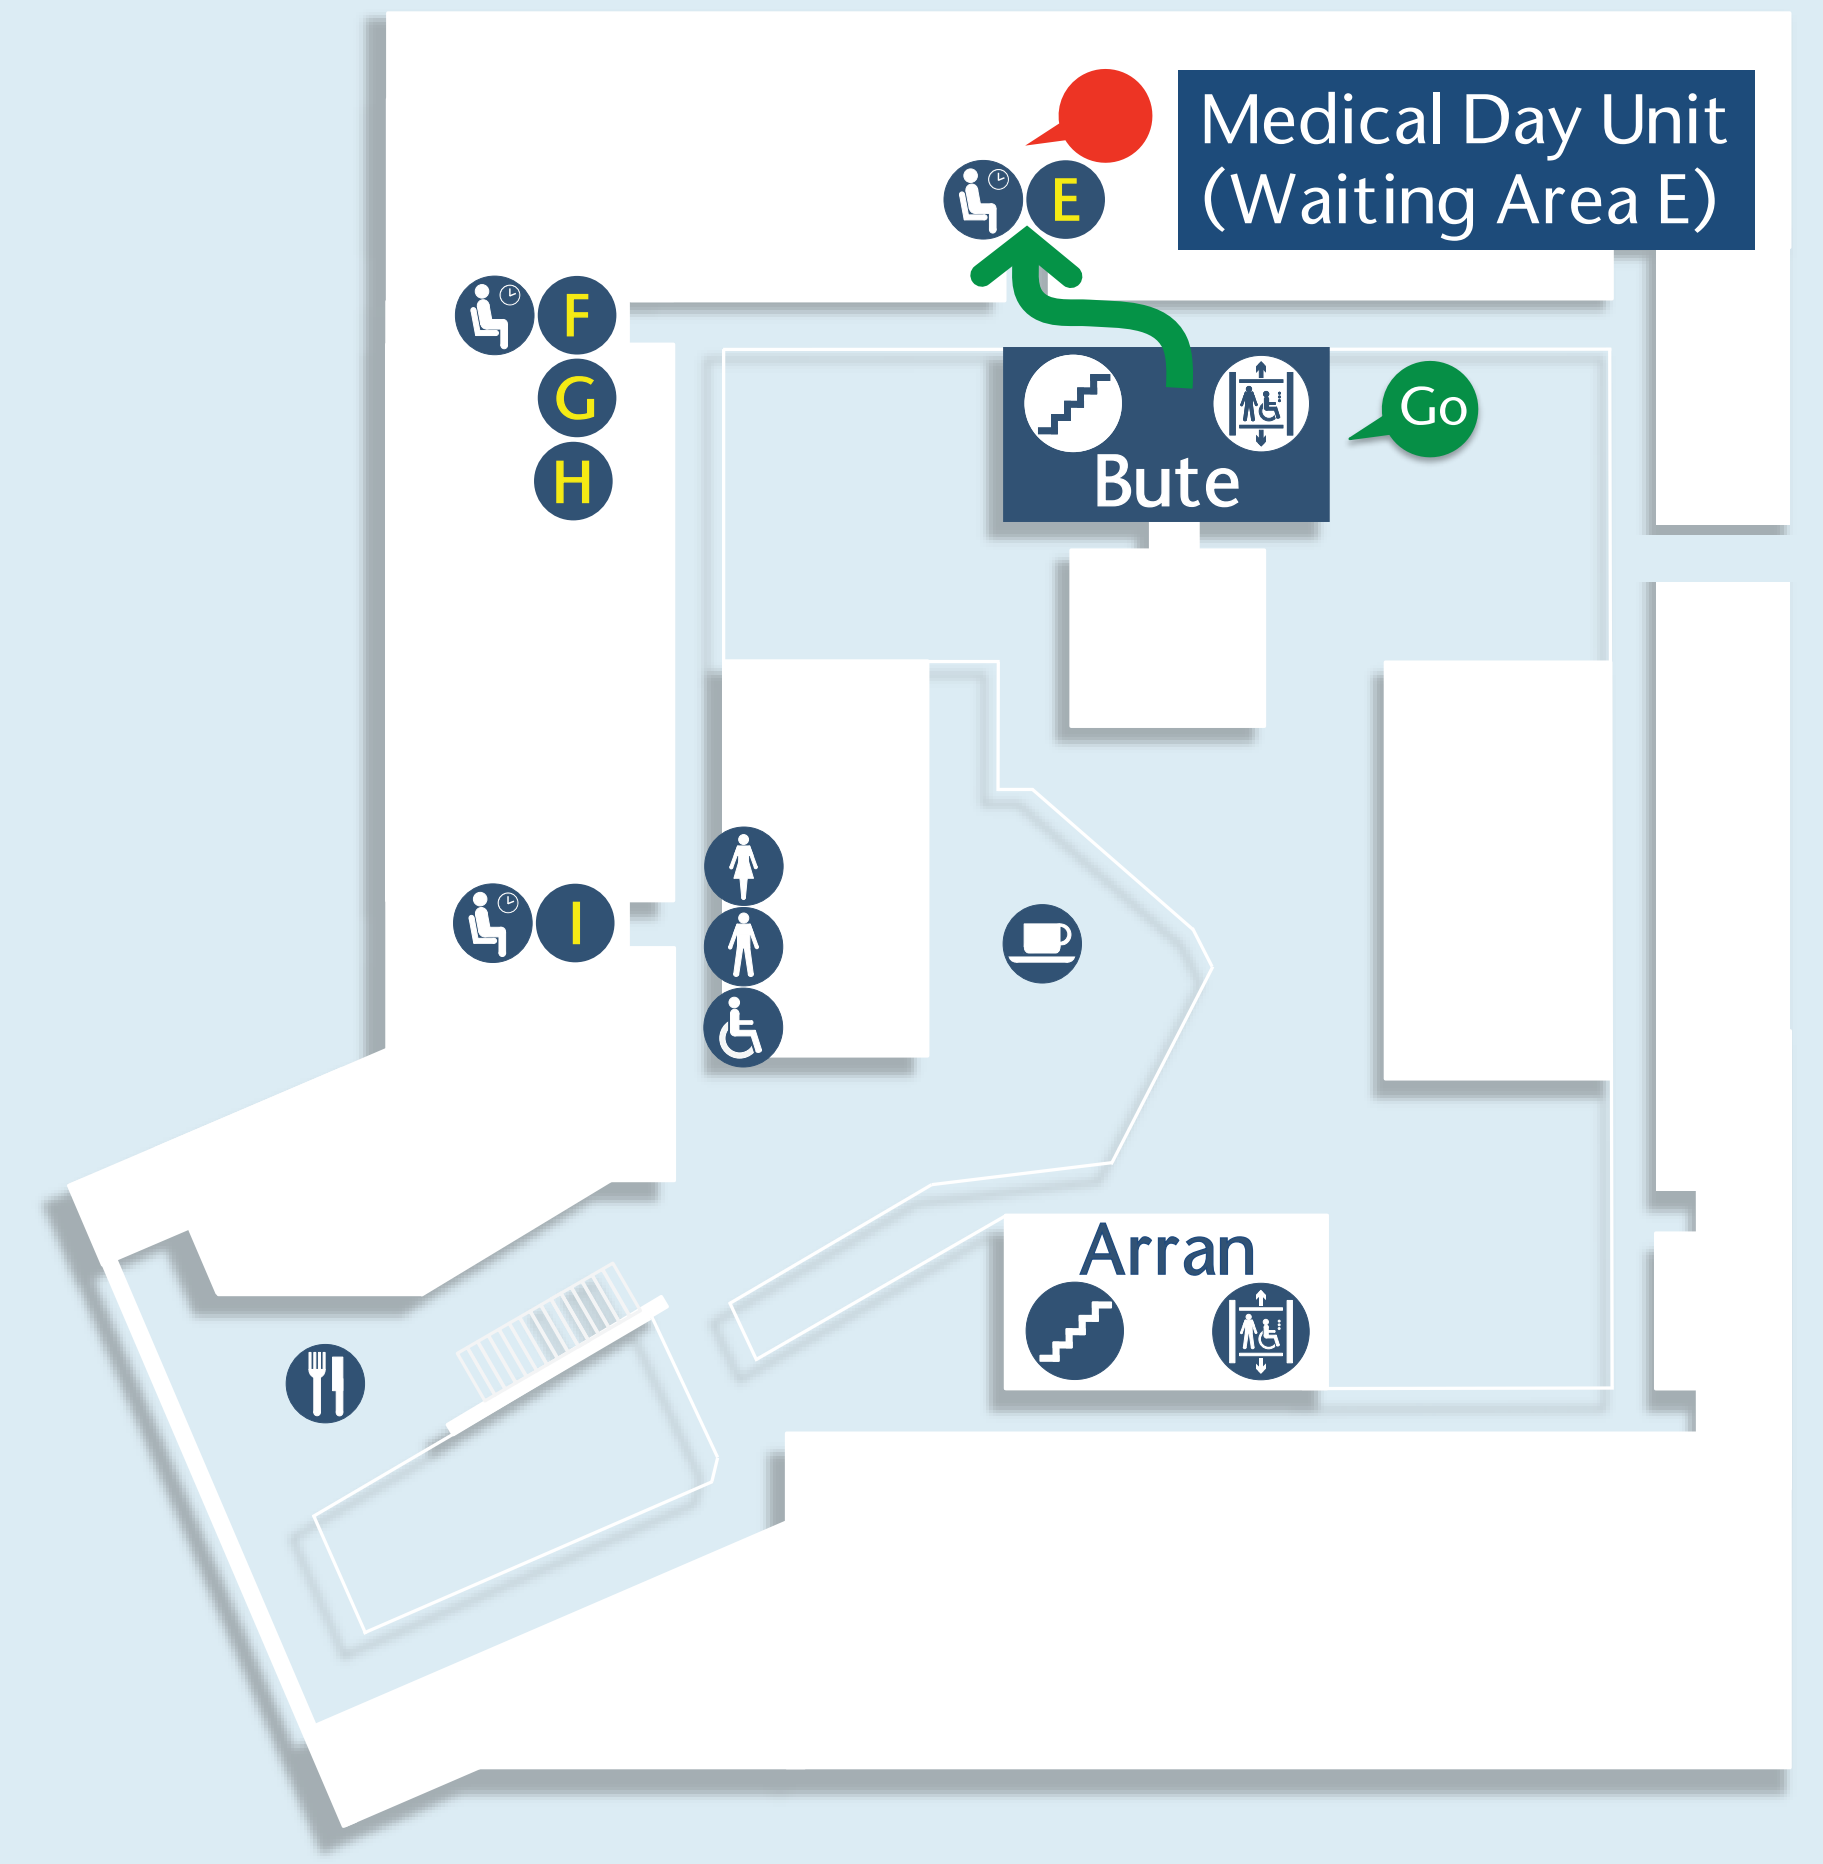 Medical Day Unit
(Waiting Area E)
E
F
G
H
Go
Bute
I
Arran